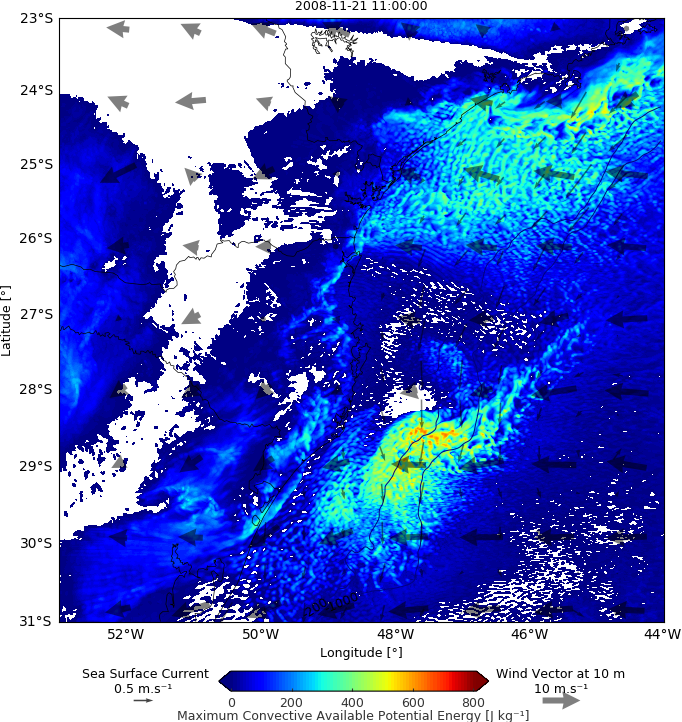 2008-11-21 11:00:00
23°S
24°S
25°S
26°S
27°S
28°S
29°S
30°S
31°S
Latitude [°]
52°W 50°W 48°W 46°W 44°W
Longitude [°]
Sea Surface Current
0.5 m.s⁻¹
Wind Vector at 10 m
10 m.s⁻¹
0 200 400 600 800
Maximum Convective Available Potential Energy [J kg⁻¹]